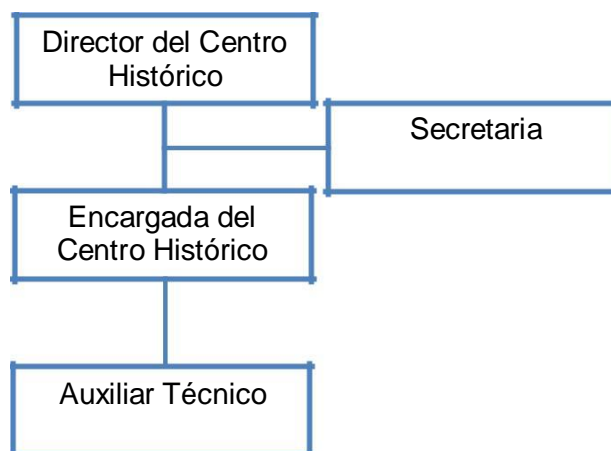 Director del Centro
Histórico
Secretaria
Encargada del
Centro Histórico
Auxiliar Técnico